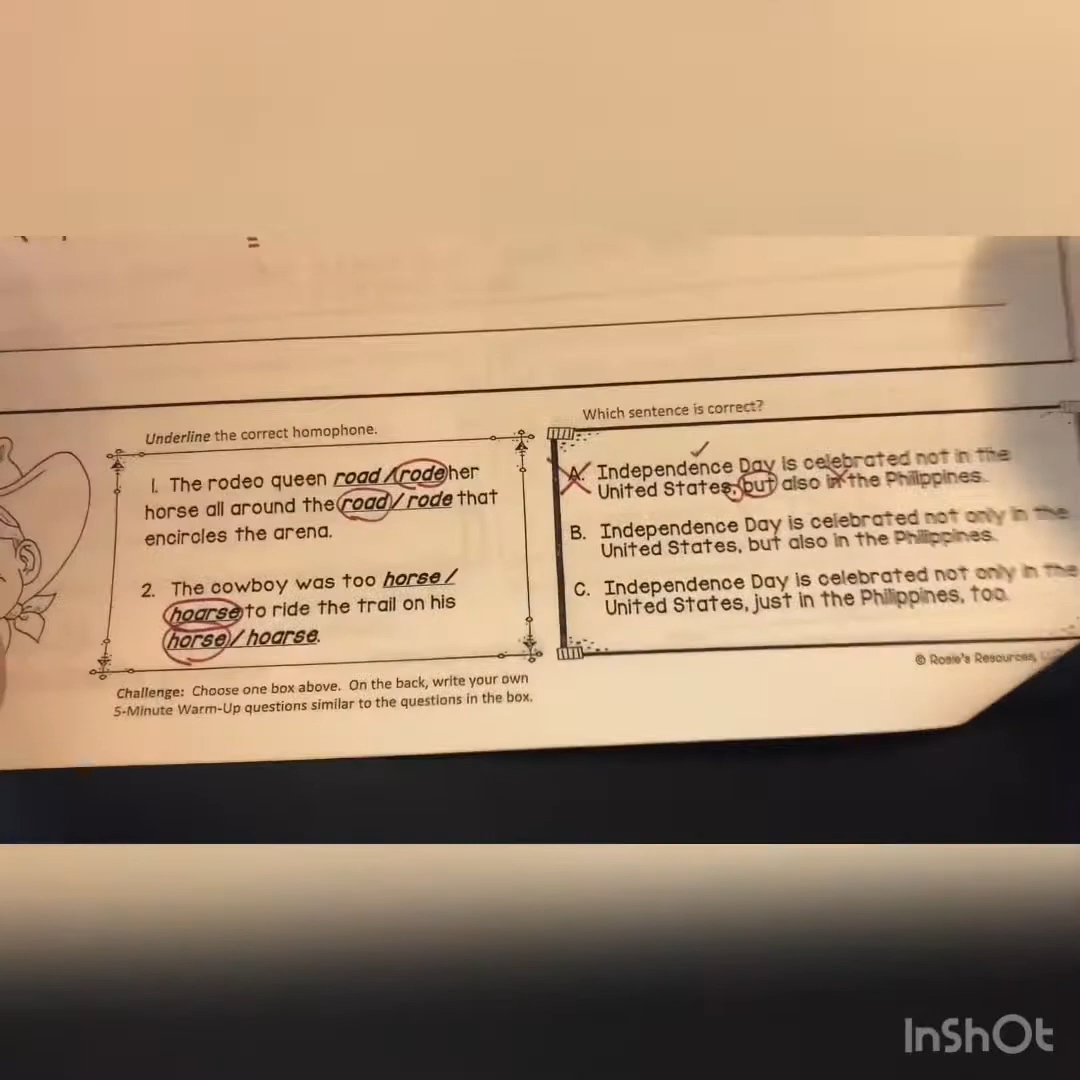 =
Underline the correct homophone.
1. The rodeo queen road / rode her
horse all around the road / rode that
encircles the arena.
2. The cowboy was too horse /
hoarse to ride the trail on his
horse / hoarse.
Challenge: Choose one box above. On the back, write your own
5-Minute Warm-Up questions similar to the questions in the box.
Which sentence is correct?
A. Independence Day is celebrated not in the
United States, but also in the Philippines.
B. Independence Day is celebrated not only in the
United States, but also in the Philippines.
C. Independence Day is celebrated not only in the
United States, just in the Philippines, too.
© Rosie's Resources,
InShOt